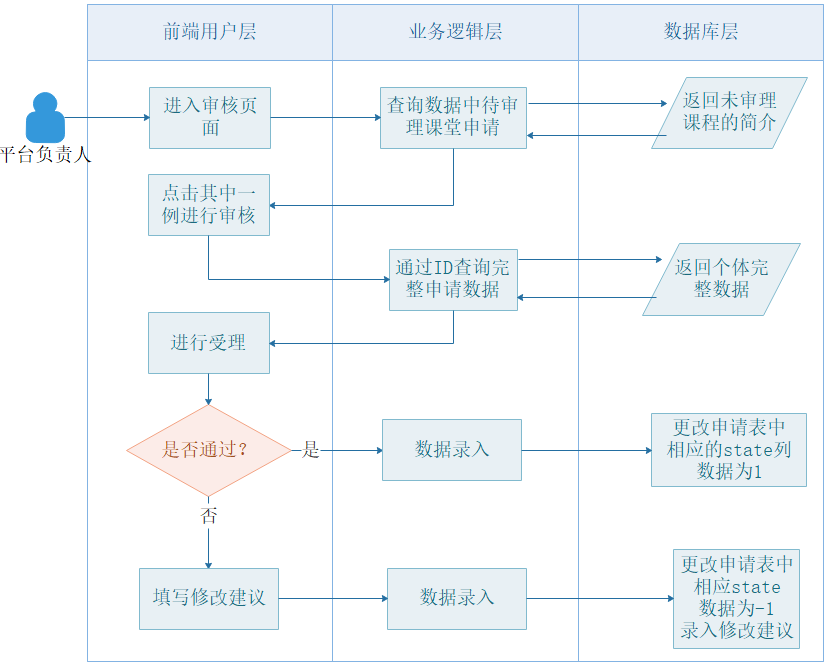 前端用户层
业务逻辑层
数据库层
平台负责人
进入审核页
面
查询数据中待审
理课堂申请
返回未审理
课程的简介
点击其中一
例进行审核
通过ID查询完
整申请数据
返回个体完
整数据
进行受理
是否通过?
是
数据录入
更改申请表中
相应的state列
数据为1
否
填写修改建议
数据录入
更改申请表中
相应state
数据为-1
录入修改建议